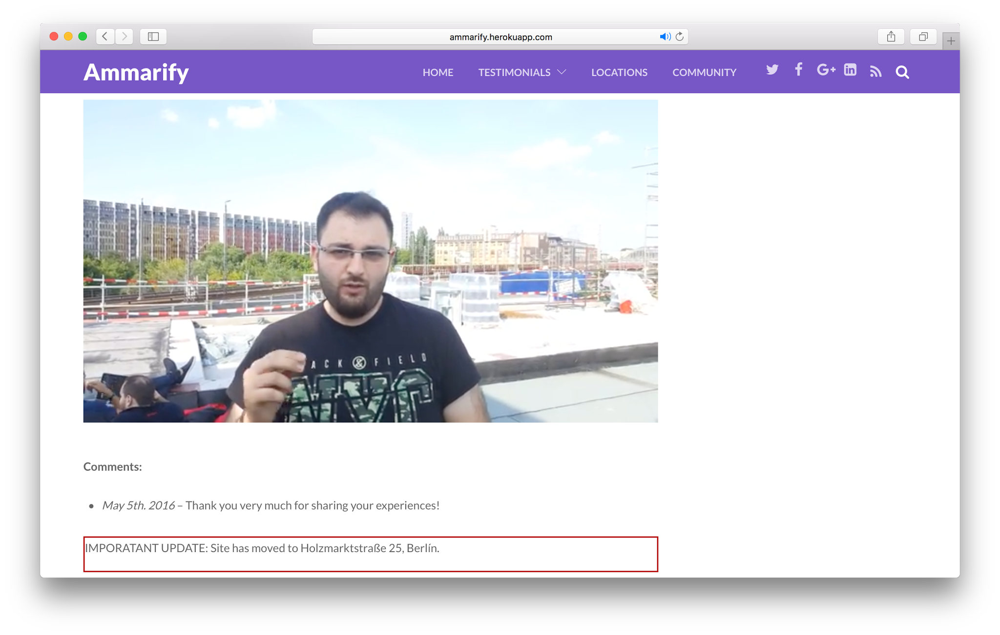 ammarify.herokuapp.com
Ammarify
HOME
TESTIMONIALS
LOCATIONS
COMMUNITY
ACK & FIELD
NYC
Comments:
• May 5th. 2016 – Thank you very much for sharing your experiences!
IMPORATANT UPDATE: Site has moved to Holzmarktstraße 25, Berlín.